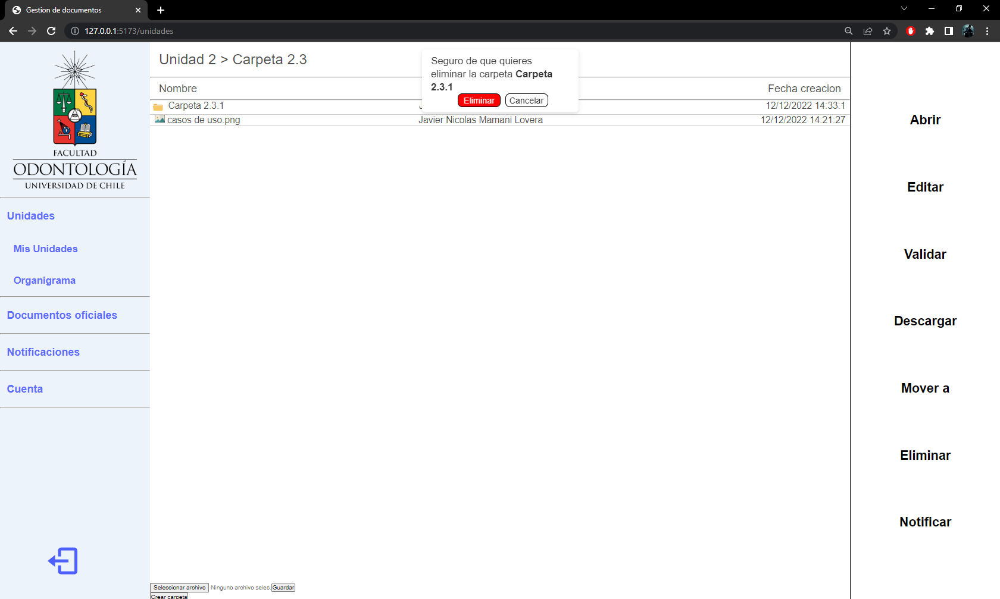 Gestion de documentos
127.0.0.1:5173/unidades
FACULTAD
ODONTOLOGÍA
UNIVERSIDAD DE CHILE
Unidades
Mis Unidades
Organigrama
Documentos oficiales
Notificaciones
Cuenta
Unidad 2 > Carpeta 2.3
Seguro de que quieres
eliminar la carpeta Carpeta
2.3.1
Eliminar Cancelar
Nombre Fecha creacion
Carpeta 2.3.1 12/12/2022 14:33:1
casos de uso.png Javier Nicolas Mamani Lovera 12/12/2022 14:21:27
Seleccionar archivo Ninguno archivo selec. Guardar
Crear carpeta
Abrir
Editar
Validar
Descargar
Mover a
Eliminar
Notificar